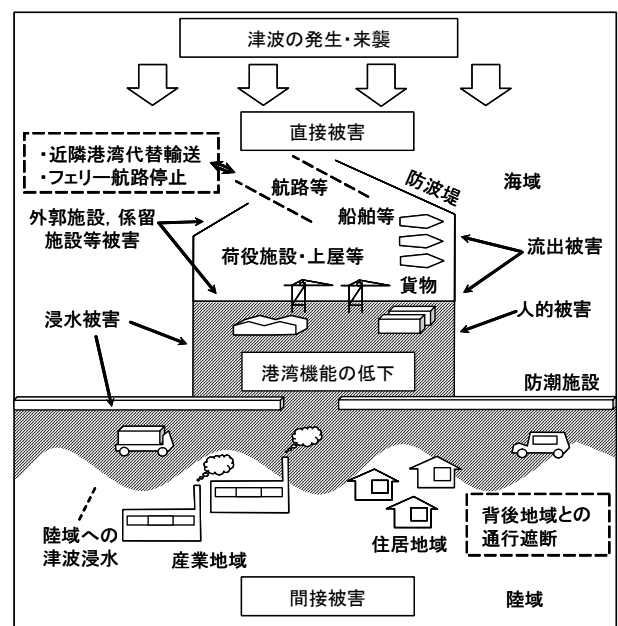 津波の発生・来襲
直接被害
・近隣港湾代替輸送
・フェリー航路停止
航路等
防波堤
海域
船舶等
外郭施設，係留
施設等被害
荷役施設・上屋等
流出被害
貨物
浸水被害
人的被害
港湾機能の低下
防潮施設
陸域への
津波浸水
産業地域
住居地域
背後地域との
通行遮断
間接被害
陸域